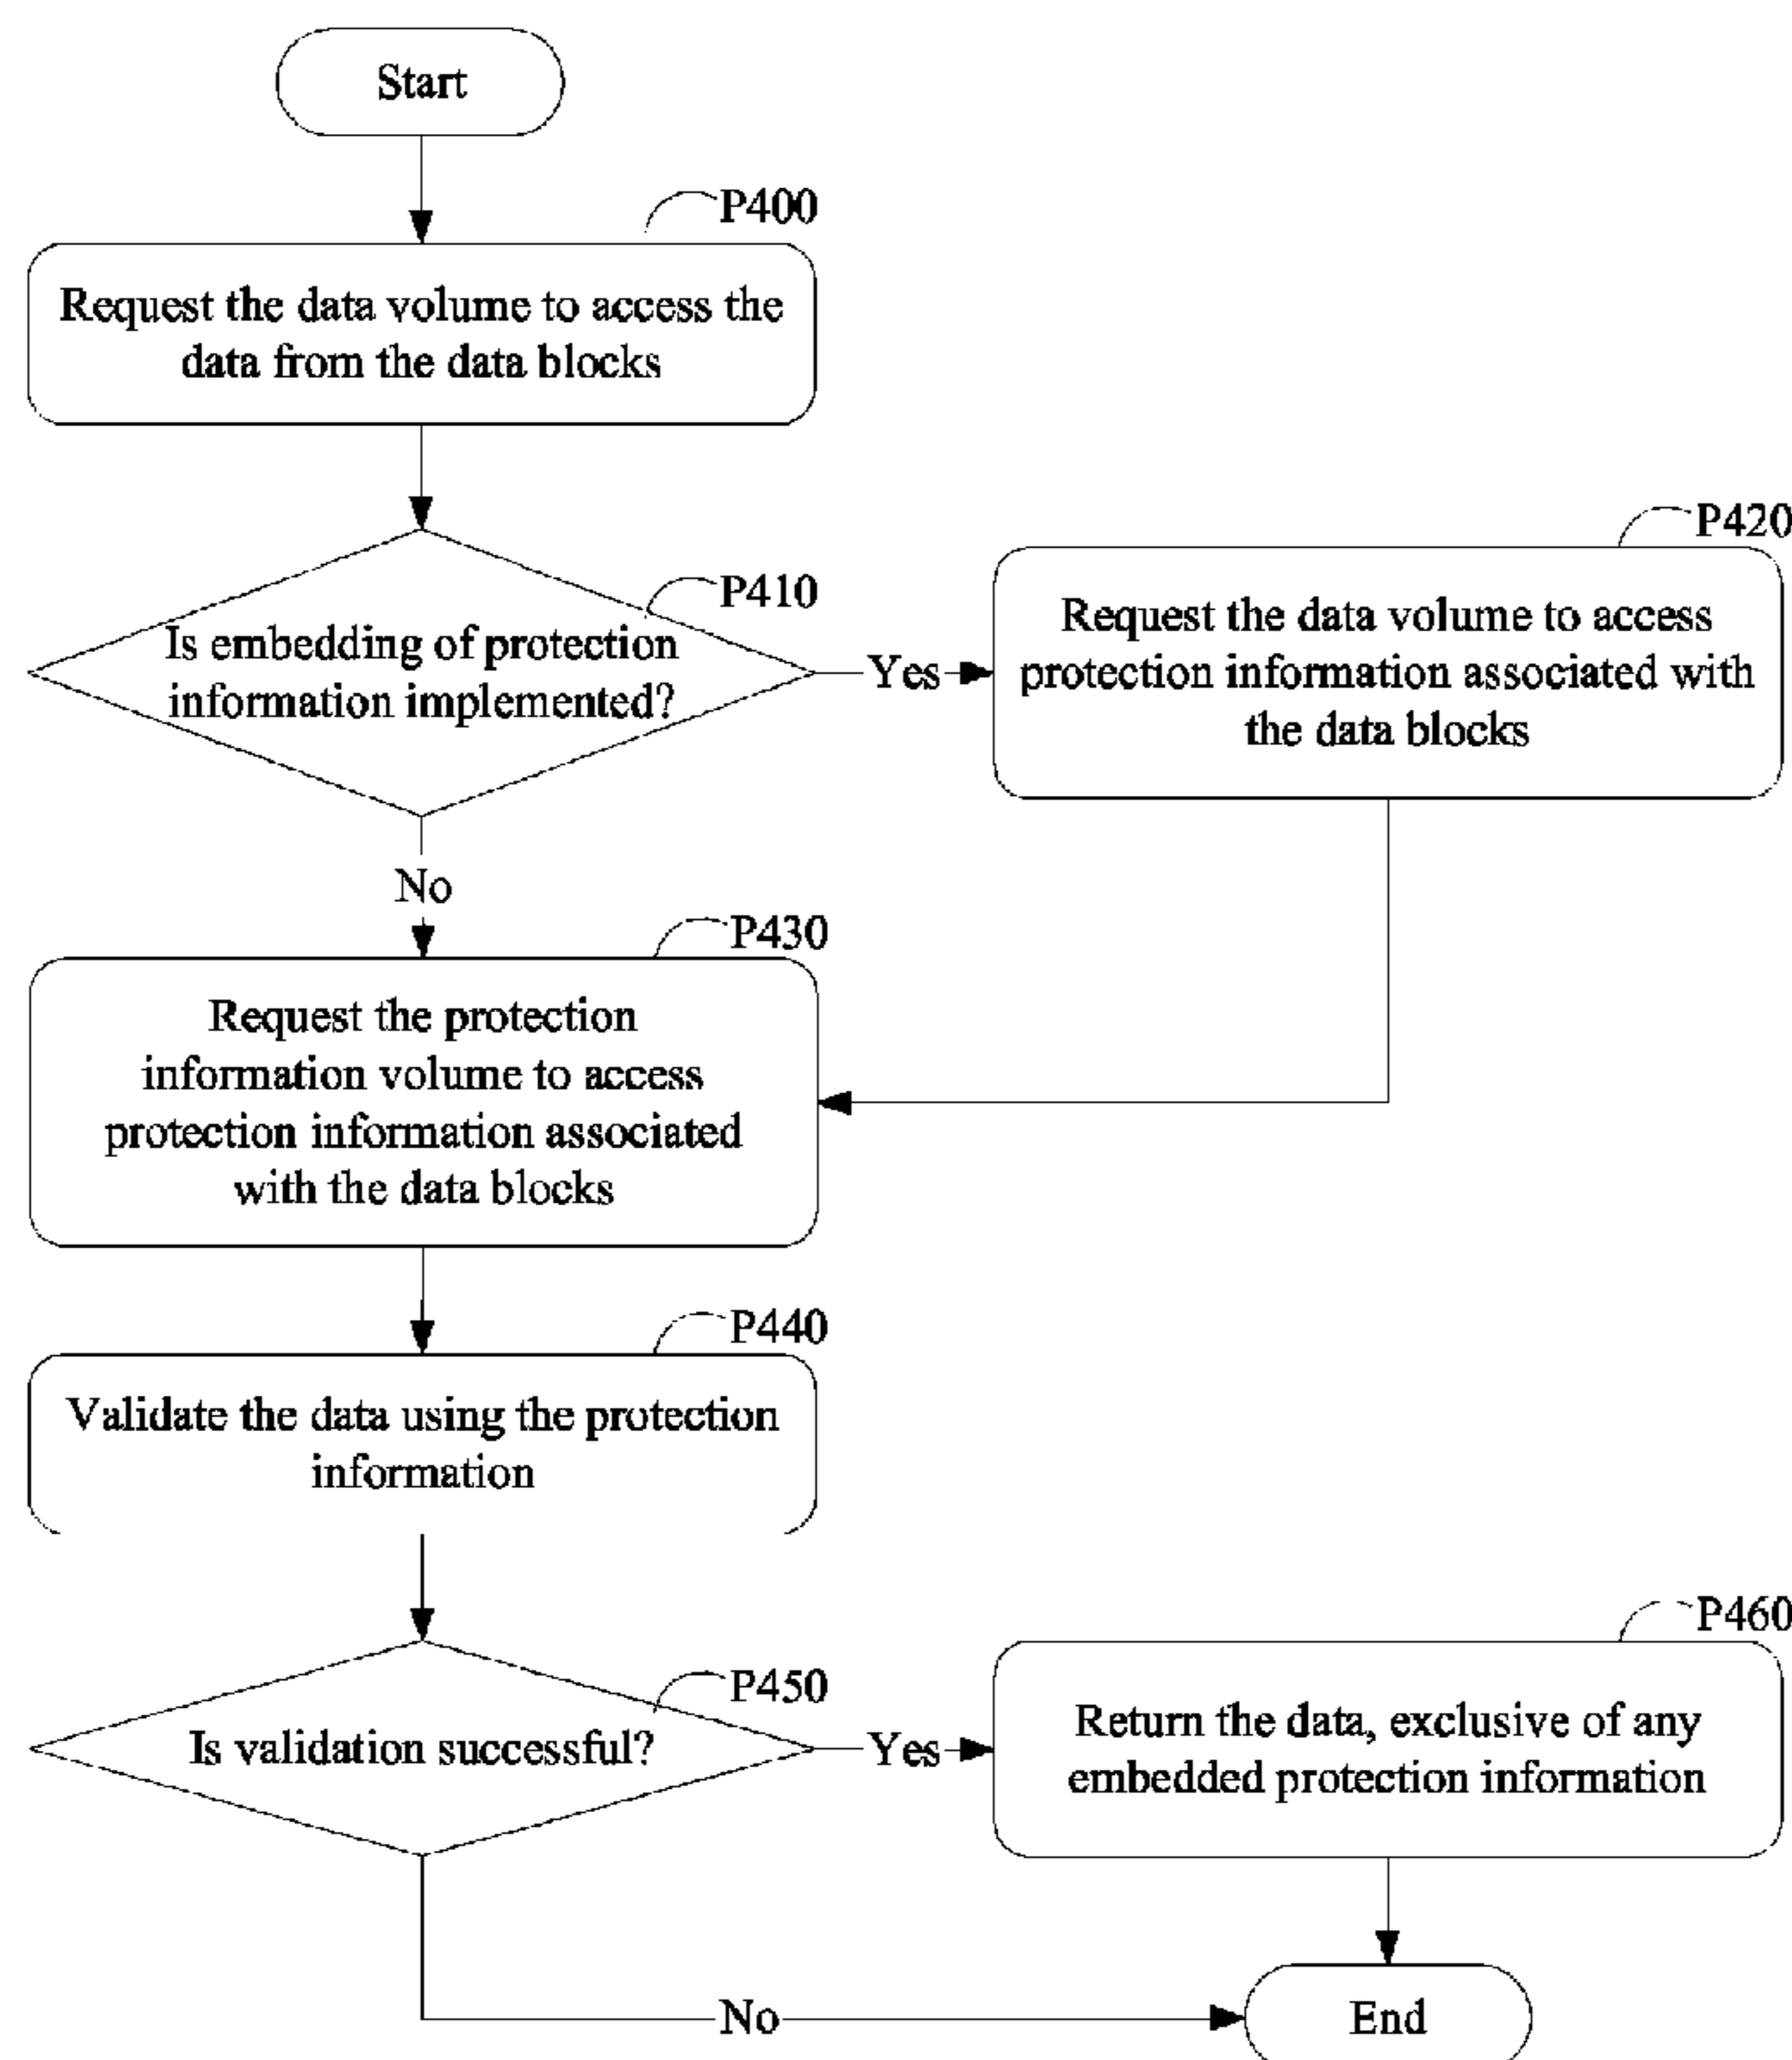 Start
P400
Request the data volume to access the
data from the data blocks
P410
Is embedding of protection
information implemented?
Yes
P420
Request the data volume to access
protection information associated with
the data blocks
No
P430
Request the protection
information volume to access
protection information associated
with the data blocks
P440
Validate the data using the protection
information
P450
Is validation successful?
Yes
P460
Return the data, exclusive of any
embedded protection information
No
End